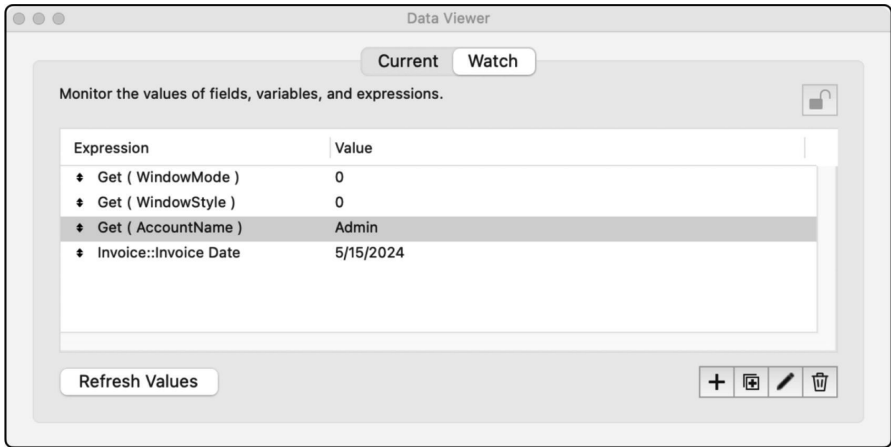 Data Viewer
Current Watch
Monitor the values of fields, variables, and expressions.
Expression Value
Get ( WindowMode ) 0
Get ( WindowStyle ) 0
Get ( AccountName ) Admin
Invoice::Invoice Date 5/15/2024
Refresh Values